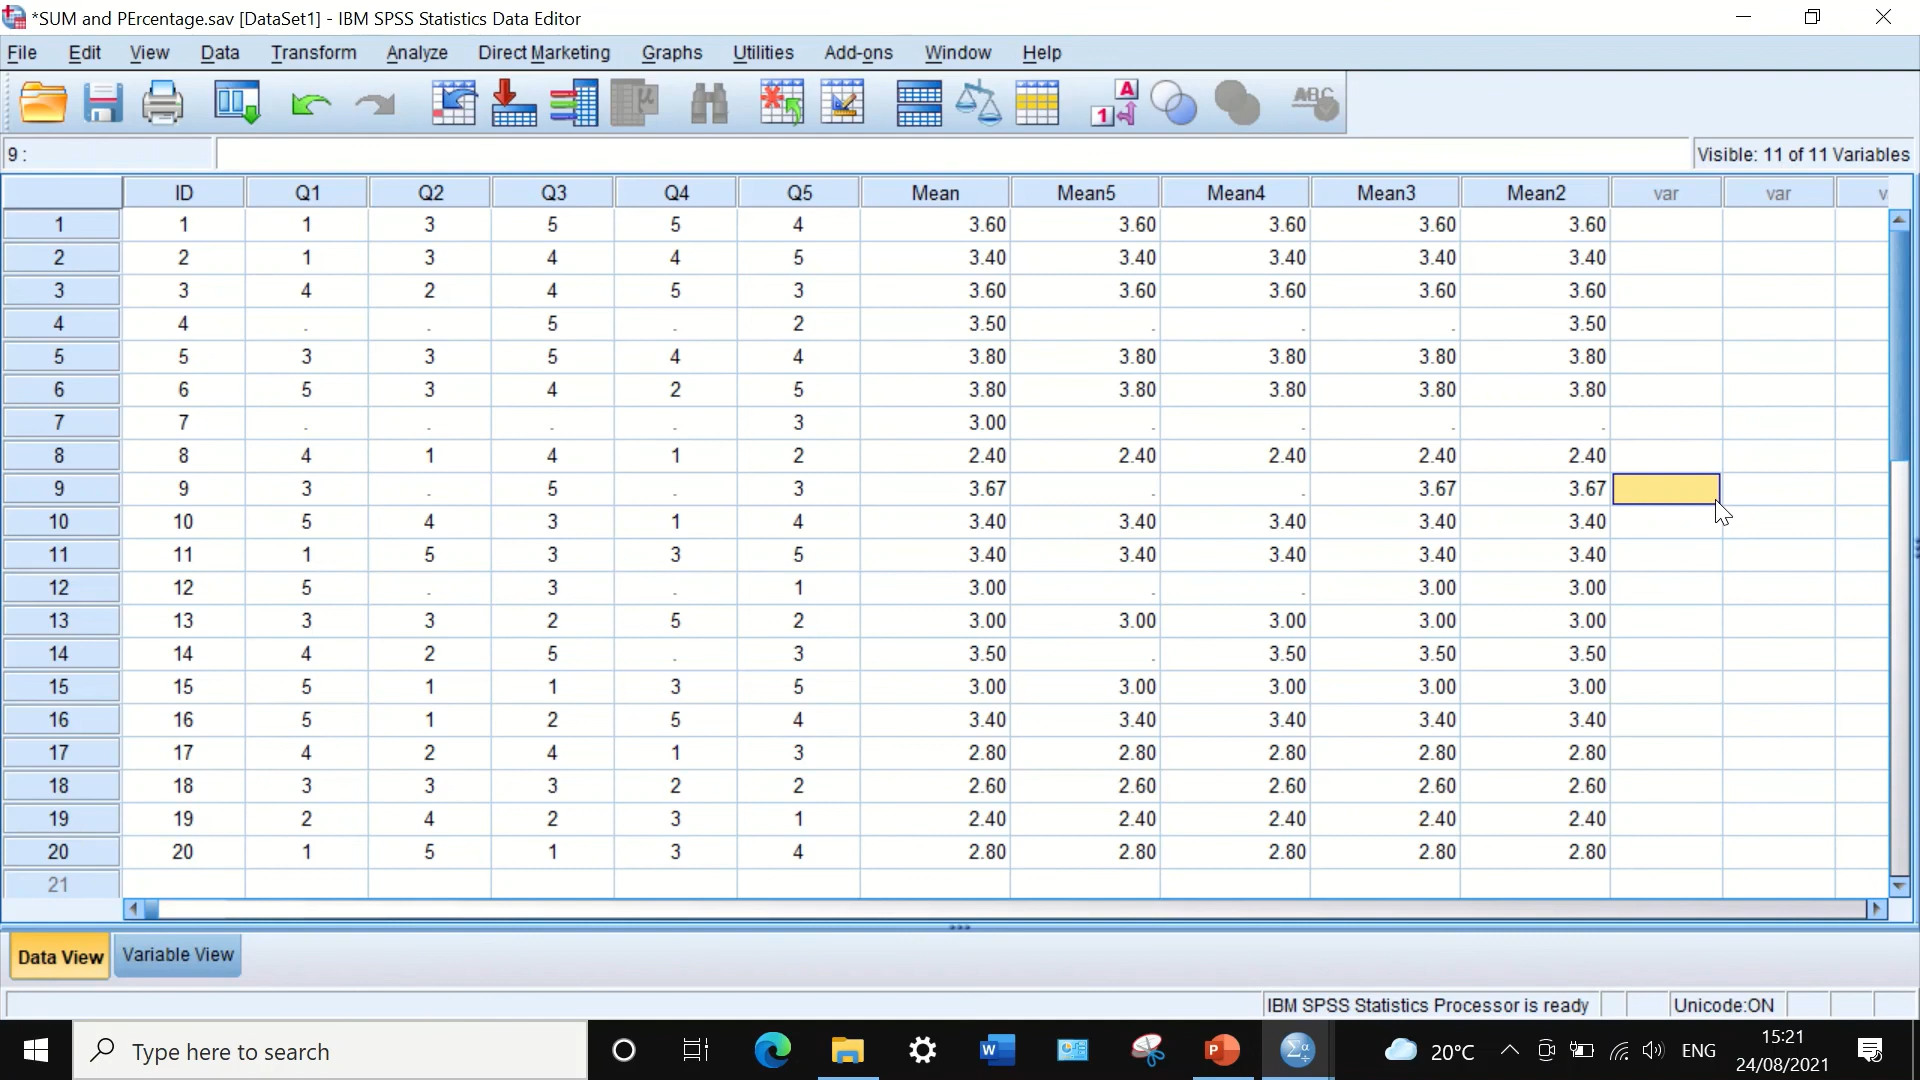 *SUM and PErcentage.sav [DataSet1] - IBM SPSS Statistics Data Editor
File Edit View Data Transform Analyze Direct Marketing Graphs Utilities Add-ons Window Help
A
1
ABC
9 :
Visible: 11 of 11 Variables
ID Q1 Q2 Q3 Q4 Q5 Mean Mean5 Mean4 Mean3 Mean2 var var v
1 1 1 3 5 5 4 3.60 3.60 3.60 3.60 3.60
2 2 1 3 4 4 5 3.40 3.40 3.40 3.40 3.40
3 3 4 2 4 5 3 3.60 3.60 3.60 3.60 3.60
4 4 . . 5 . 2 3.50 . . . 3.50
5 5 3 3 5 4 4 3.80 3.80 3.80 3.80 3.80
6 6 5 3 4 2 5 3.80 3.80 3.80 3.80 3.80
7 7 . . . . 3 3.00 . . . .
8 8 4 1 4 1 2 2.40 2.40 2.40 2.40 2.40
9 9 3 . 5 . 3 3.67 . . 3.67 3.67
10 10 5 4 3 1 4 3.40 3.40 3.40 3.40 3.40
11 11 1 5 3 3 5 3.40 3.40 3.40 3.40 3.40
12 12 5 . 3 . 1 3.00 . . 3.00 3.00
13 13 3 3 2 5 2 3.00 3.00 3.00 3.00 3.00
14 14 4 2 5 . 3 3.50 . 3.50 3.50 3.50
15 15 5 1 1 3 5 3.00 3.00 3.00 3.00 3.00
16 16 5 1 2 5 4 3.40 3.40 3.40 3.40 3.40
17 17 4 2 4 1 3 2.80 2.80 2.80 2.80 2.80
18 18 3 3 3 2 2 2.60 2.60 2.60 2.60 2.60
19 19 2 4 2 3 1 2.40 2.40 2.40 2.40 2.40
20 20 1 5 1 3 4 2.80 2.80 2.80 2.80 2.80
21
Data View Variable View
IBM SPSS Statistics Processor is ready Unicode:ON
Type here to search
20°C ENG
15:21
24/08/2021